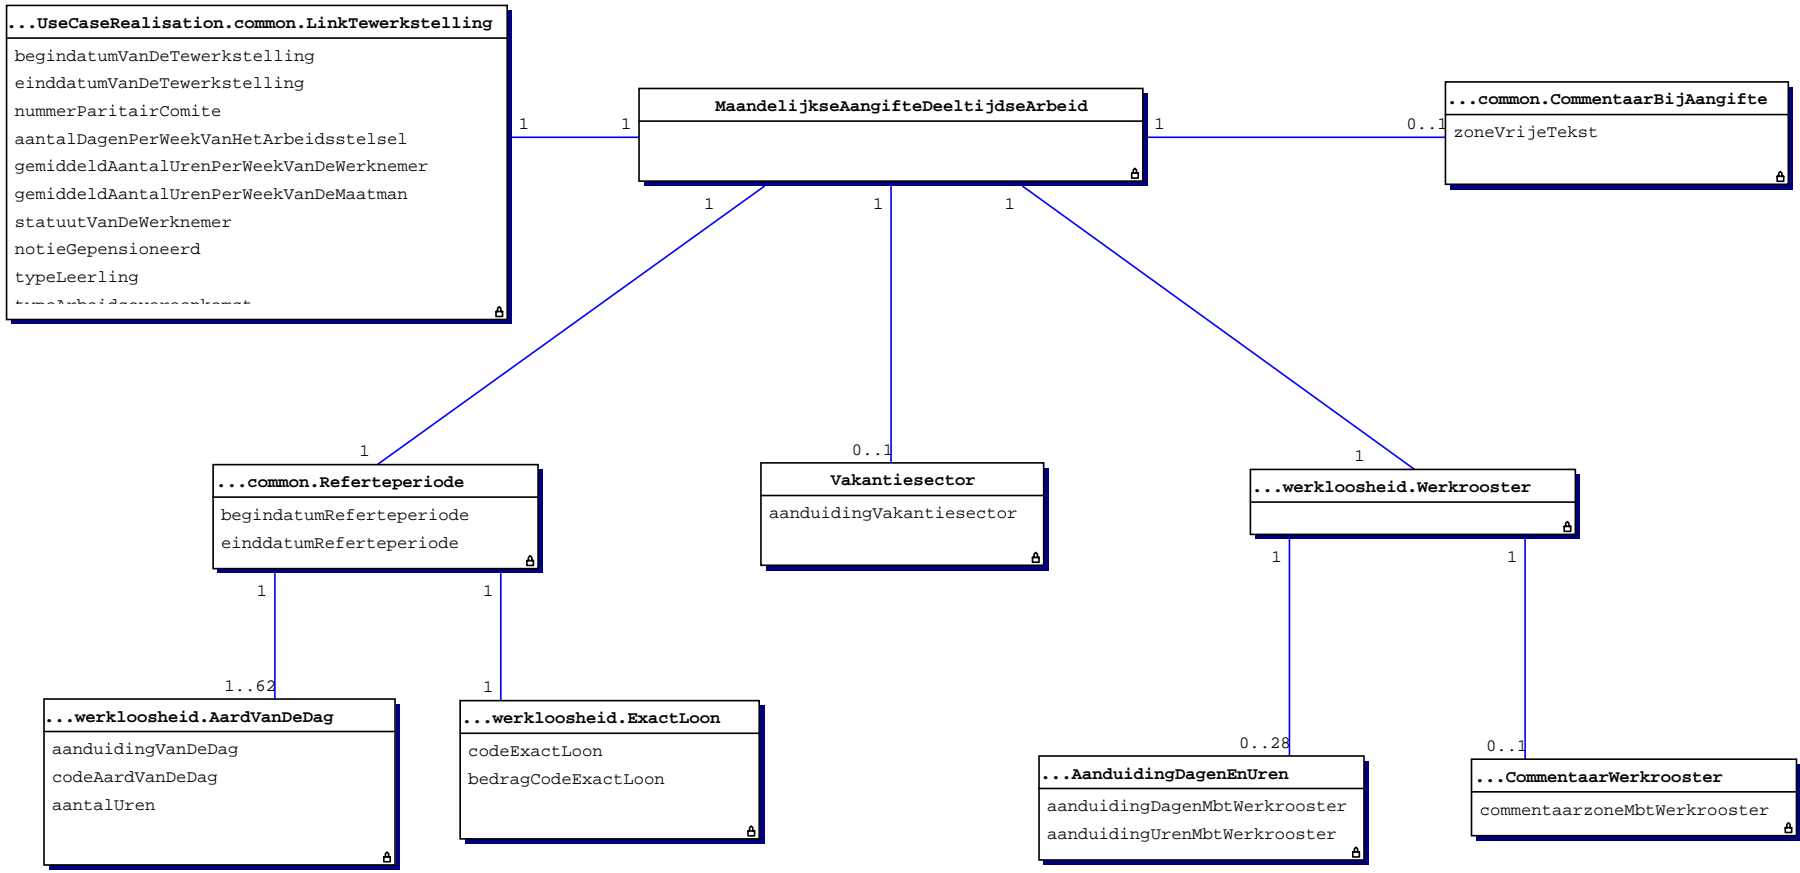 ...UseCaseRealisation.common.LinkTewerkstelling
begindatumVanDeTewerkstelling
einddatumVanDeTewerkstelling
nummerParitairComite
aantalDagenPerWeekVanHetArbeidsstelsel
gemiddeldAantalUrenPerWeekVanDeWerknemer
gemiddeldAantalUrenPerWeekVanDeMaatman
statuutVanDeWerknemer
notieGepensioneerd
typeLeerling
1
1
MaandelijkseAangifteDeeltijdseArbeid
1
0..1
...common.CommentaarBijAangifte
zoneVrijeTekst
1
1
1
1
0..1
1
...common.Referteperiode
begindatumReferteperiode
einddatumReferteperiode
Vakantiesector
aanduidingVakantiesector
...werkloosheid.Werkrooster
1
1
1
1
1..62
1
0..28
0..1
...werkloosheid.AardVanDeDag
aanduidingVanDeDag
codeAardVanDeDag
aantalUren
...werkloosheid.ExactLoon
codeExactLoon
bedragCodeExactLoon
...AanduidingDagenEnUren
aanduidingDagenMbtWerkrooster
aanduidingUrenMbtWerkrooster
...CommentaarWerkrooster
commentaarzoneMbtWerkrooster